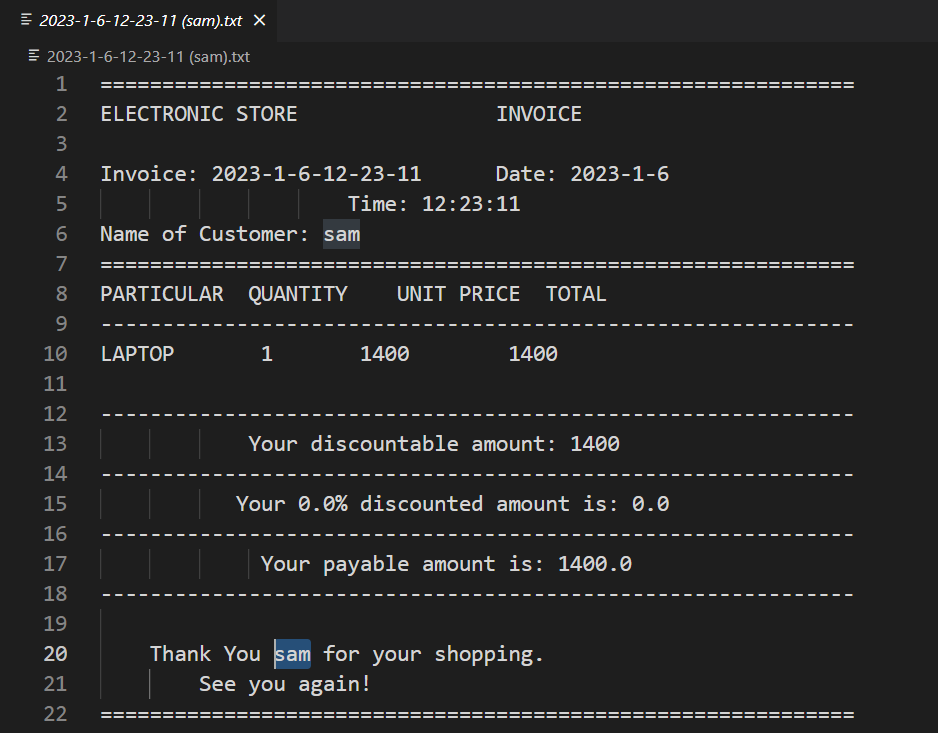 2023-1-6-12-23-11 (sam).txt ×
2023-1-6-12-23-11 (sam).txt
1 =============================================================
2 ELECTRONIC STORE                INVOICE
3
4 Invoice: 2023-1-6-12-23-11      Date: 2023-1-6
5                     Time: 12:23:11
6 Name of Customer: sam
7 =============================================================
8 PARTICULAR  QUANTITY    UNIT PRICE  TOTAL
9 -------------------------------------------------------------
10 LAPTOP       1       1400        1400
11
12 -------------------------------------------------------------
13             Your discountable amount: 1400
14 -------------------------------------------------------------
15            Your 0.0% discounted amount is: 0.0
16 -------------------------------------------------------------
17              Your payable amount is: 1400.0
18 -------------------------------------------------------------
19
20     Thank You sam for your shopping.
21         See you again!
22 =============================================================